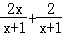 2x/(x+1) + 2/(x+1)